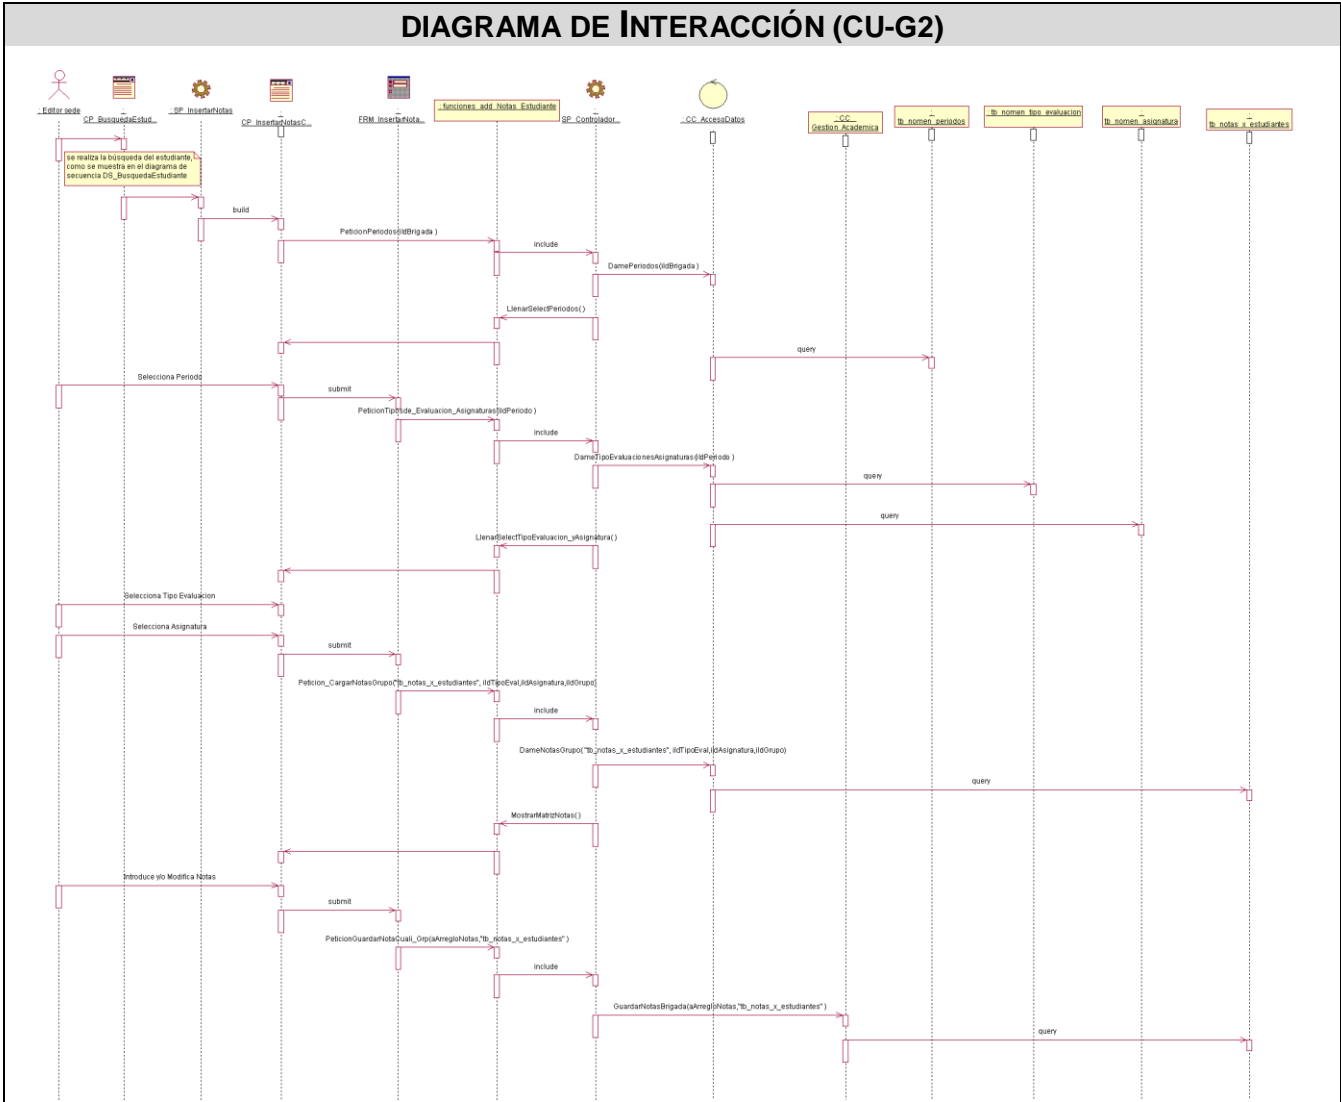 DIAGRAMA DE INTERACCIÓN (CU-G2)
: Editor sede
:
CP_BusquedaEstud...
: SP_InsertarNotas
:
CP_InsertarNotasC...
:
FRM_InsertarNota...
: funciones_add_Notas_Estudiante
:
SP_Controlador...
: CC_AccesoDatos
: CC_
Gestion_Academica
:
tb_nomen_periodos
: tb_nomen_tipo_evaluacion
:
tb_nomen_asignatura
:
tb_notas_x_estudiantes
se realiza la búsqueda del estudiante,
como se muestra en el diagrama de
secuencia DS_BusquedaEstudiante
build
PeticionPeriodos(iIdBrigada )
include
DamePeriodos(iIdBrigada )
LlenarSelectPeriodos( )
query
Selecciona Periodo
submit
PeticionTiposde_Evaluacion_Asignaturas(iIdPeriodo )
include
DameTipoEvaluacionesAsignaturas(iIdPeriodo )
query
query
LlenarSelectTipoEvaluacion_yAsignatura( )
Selecciona Tipo Evaluacion
Selecciona Asignatura
submit
Peticion_CargarNotasGrupo("tb_notas_x_estudiantes", iIdTipoEval,iIdAsignatura,iIdGrupo)
include
DameNotasGrupo( "tb_notas_x_estudiantes", iIdTipoEval,iIdAsignatura,iIdGrupo)
query
MostrarMatrizNotas( )
Introduce y/o Modifica Notas
submit
PeticionGuardarNotaCuali_Grp(aArregloNotas,"tb_notas_x_estudiantes" )
include
GuardarNotasBrigada(aArregloNotas,"tb_notas_x_estudiantes" )
query